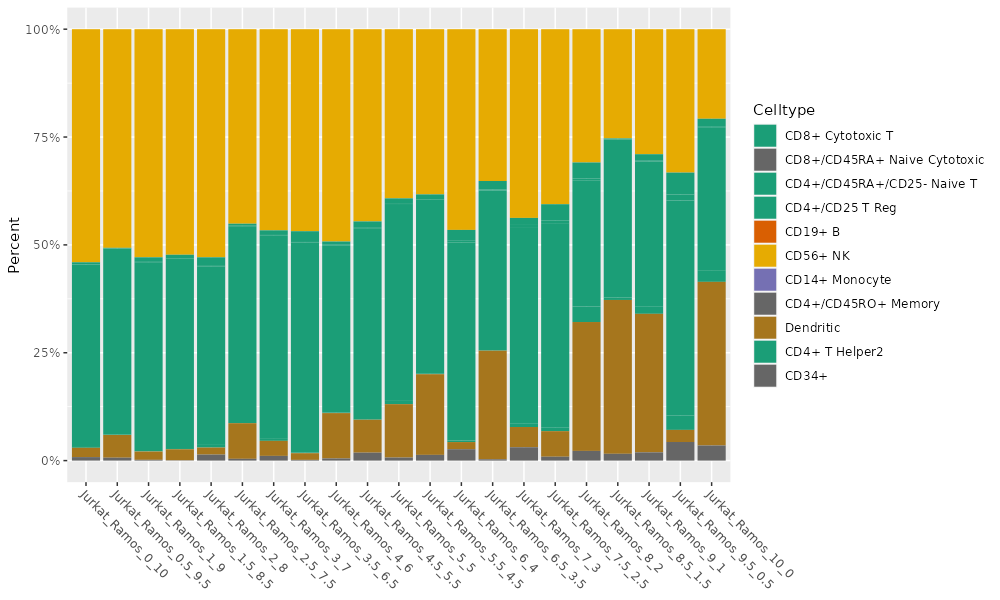 100%
75%
50%
25%
0%
Percent
Jurkat_Ramos_0_10
Jurkat_Ramos_0.5_9.5
Jurkat_Ramos_1_9
Jurkat_Ramos_1.5_8.5
Jurkat_Ramos_2_8
Jurkat_Ramos_2.5_7.5
Jurkat_Ramos_3_7
Jurkat_Ramos_3.5_6.5
Jurkat_Ramos_4_6
Jurkat_Ramos_4.5_5.5
Jurkat_Ramos_5_5
Jurkat_Ramos_5.5_4.5
Jurkat_Ramos_6_4
Jurkat_Ramos_6.5_3.5
Jurkat_Ramos_7_3
Jurkat_Ramos_7.5_2.5
Jurkat_Ramos_8_2
Jurkat_Ramos_8.5_1.5
Jurkat_Ramos_9_1
Jurkat_Ramos_9.5_0.5
Jurkat_Ramos_10_0
Celltype
CD8+ Cytotoxic T
CD8+/CD45RA+ Naive Cytotoxic
CD4+/CD45RA+/CD25- Naive T
CD4+/CD25 T Reg
CD19+ B
CD56+ NK
CD14+ Monocyte
CD4+/CD45RO+ Memory
Dendritic
CD4+ T Helper2
CD34+